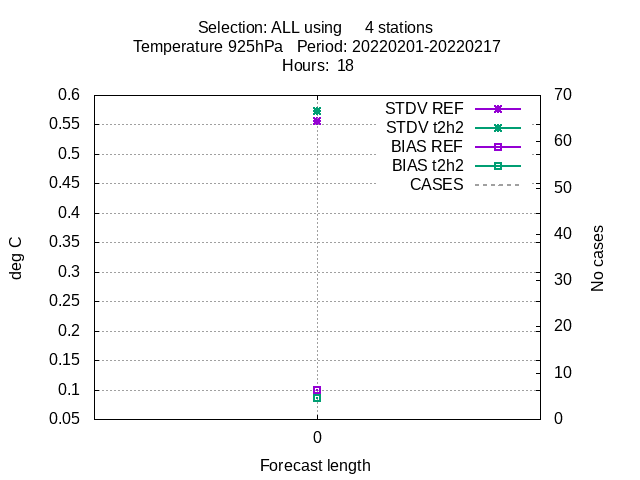 Selection: ALL using     4 stations
Temperature 925hPa   Period: 20220201-20220217
Hours:  18
0.6
0.55
0.5
0.45
0.4
0.35
0.3
0.25
0.2
0.15
0.1
0.05
70
60
50
40
30
20
10
0
STDV REF
STDV t2h2
BIAS REF
BIAS t2h2
CASES
deg C
No cases
0
Forecast length